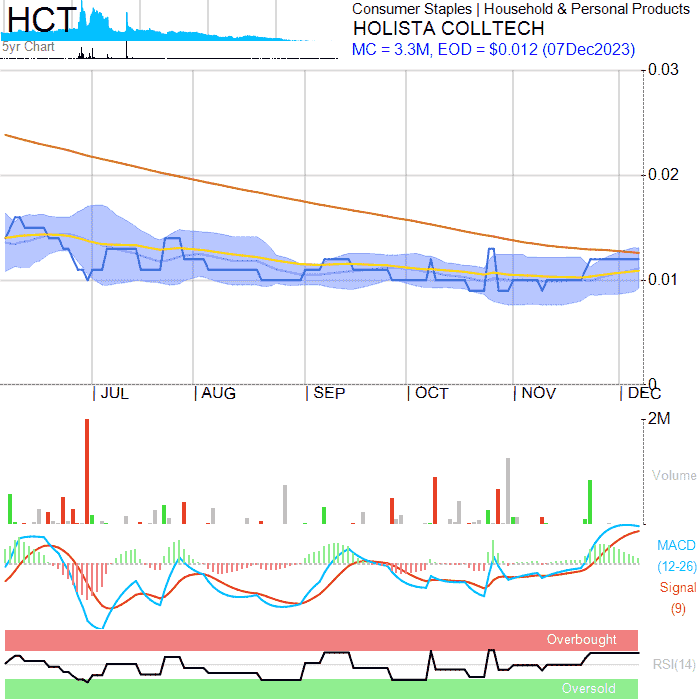 HCT
5yr Chart
Consumer Staples | Household & Personal Products
HOLISTA COLLTECH
MC = 3.3M, EOD = $0.012 (07Dec2023)
0.03
0.02
0.01
0
JUL AUG SEP OCT NOV DEC
2M
Volume
MACD
(12-26)
Signal
(9)
Overbought
RSI(14)
Oversold